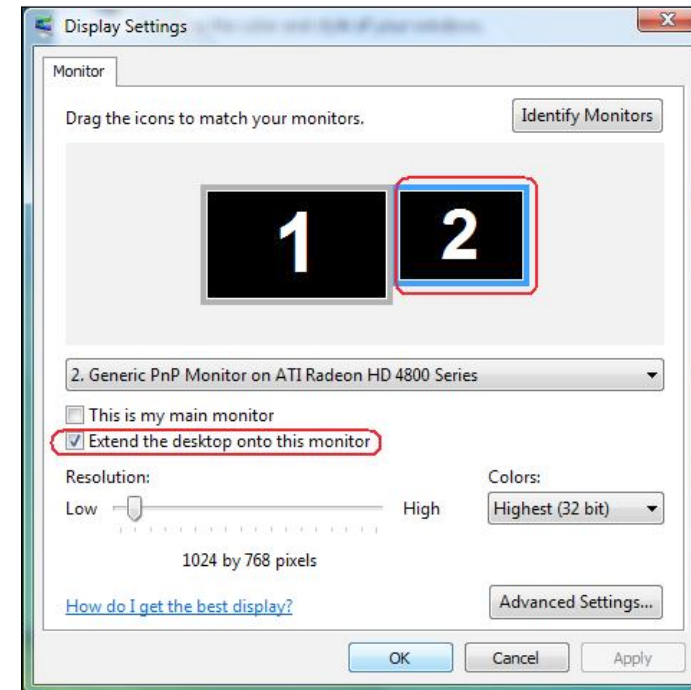 Display Settings
Monitor
Drag the icons to match your monitors.
Identify Monitors
1
2
2. Generic PnP Monitor on ATI Radeon HD 4800 Series
This is my main monitor
Extend the desktop onto this monitor
Resolution:
Colors:
Low
High
Highest (32 bit)
1024 by 768 pixels
How do I get the best display?
Advanced Settings...
OK
Cancel
Apply